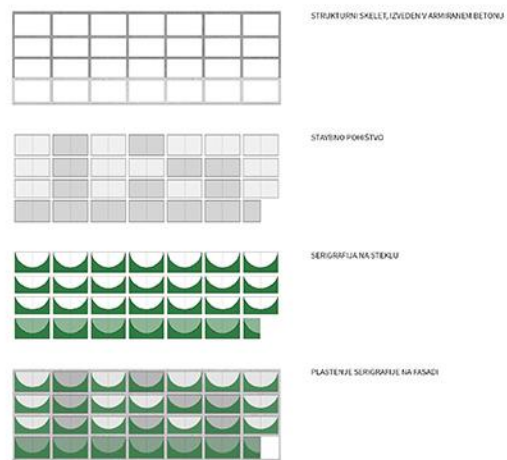 STRUKTURNI SKELET, IZVEDEN V ARMIRANEM BETONU
STAVBNO POHIŠTVO
SERIGRAFIJA NA STEKLU
PLASTENJE SERIGRAFIJE NA FASADI